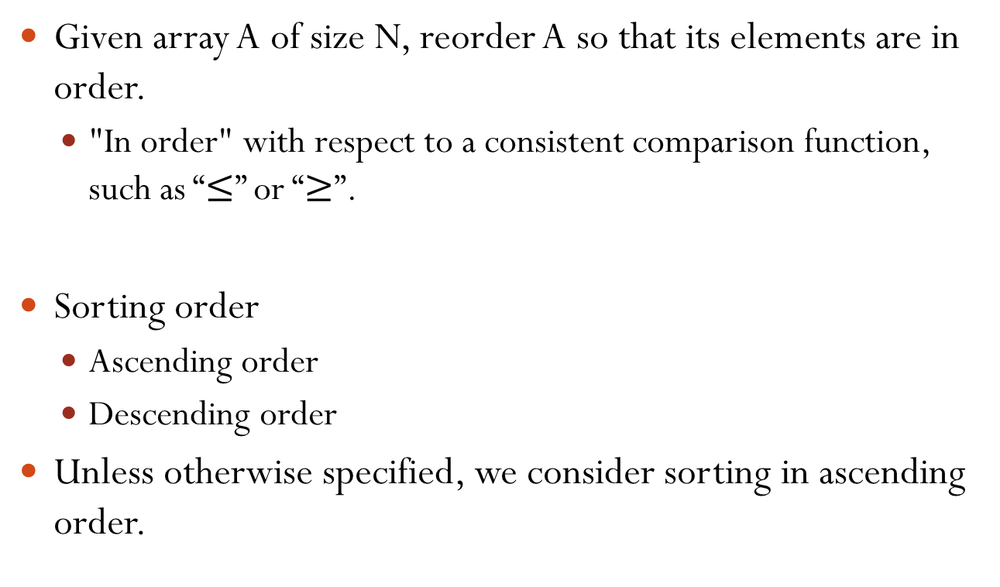 • Given array A of size N, reorder A so that its elements are in
order.
• "In order" with respect to a consistent comparison function,
such as “≤” or “≥”.
• Sorting order
• Ascending order
• Descending order
• Unless otherwise specified, we consider sorting in ascending
order.